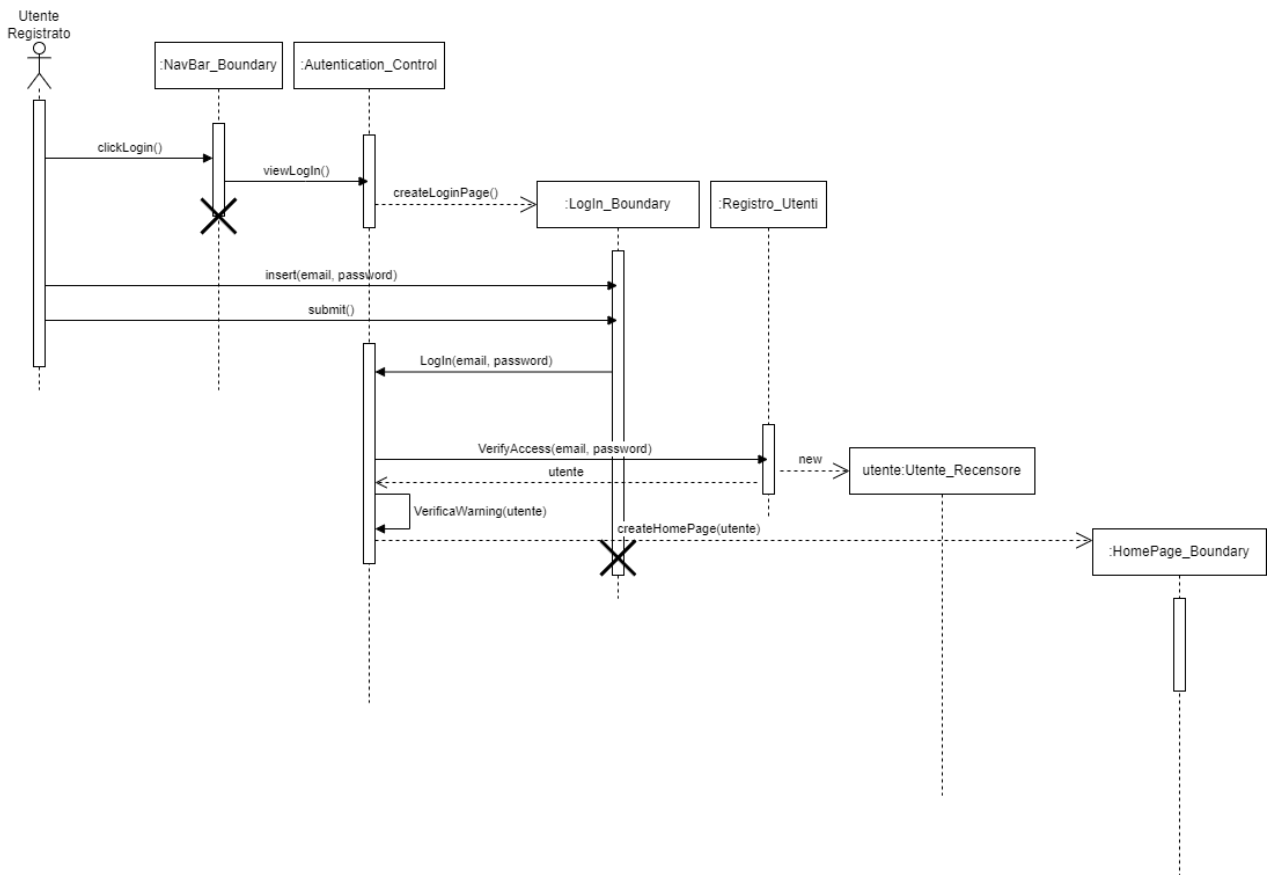 Utente
Registrato
:NavBar_Boundary
:Autentication_Control
clickLogin()
viewLogIn()
createLoginPage()
:LogIn_Boundary
:Registro_Utenti
insert(email, password)
submit()
LogIn(email, password)
VerifyAccess(email, password)
new
utente:Utente_Recensore
utente
VerificaWarning(utente)
createHomePage(utente)
:HomePage_Boundary